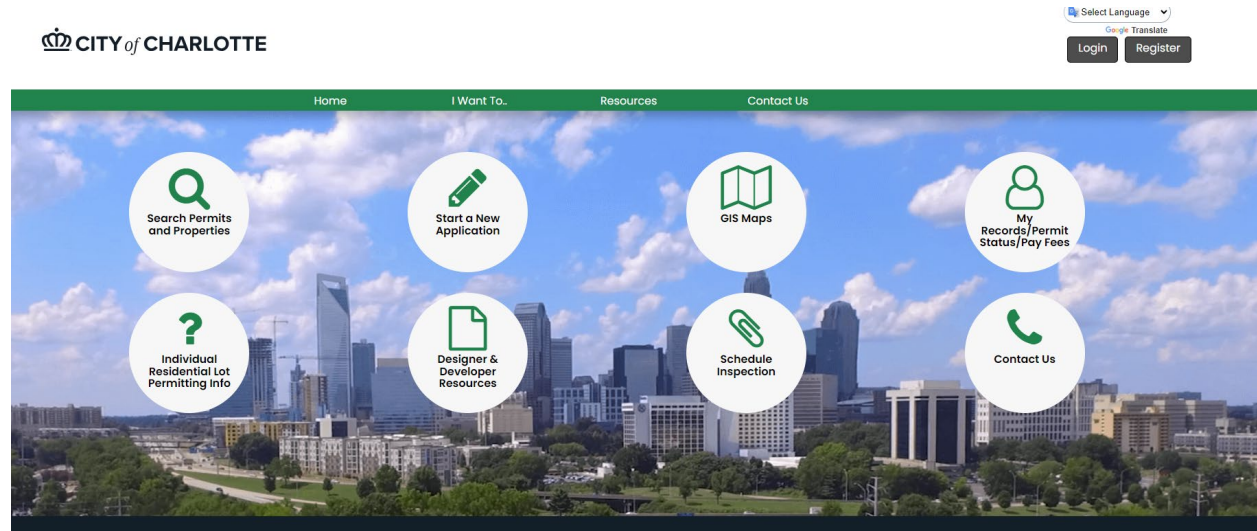 Select Language
Google Translate
CITY of CHARLOTTE
Login Register
Home I Want To.. Resources Contact Us
Search Permits
and Properties
Start a New
Application
GIS Maps
My
Records/Permit
Status/Pay Fees
?
Individual
Residential Lot
Permitting Info
Designer &
Developer
Resources
Schedule
Inspection
Contact Us